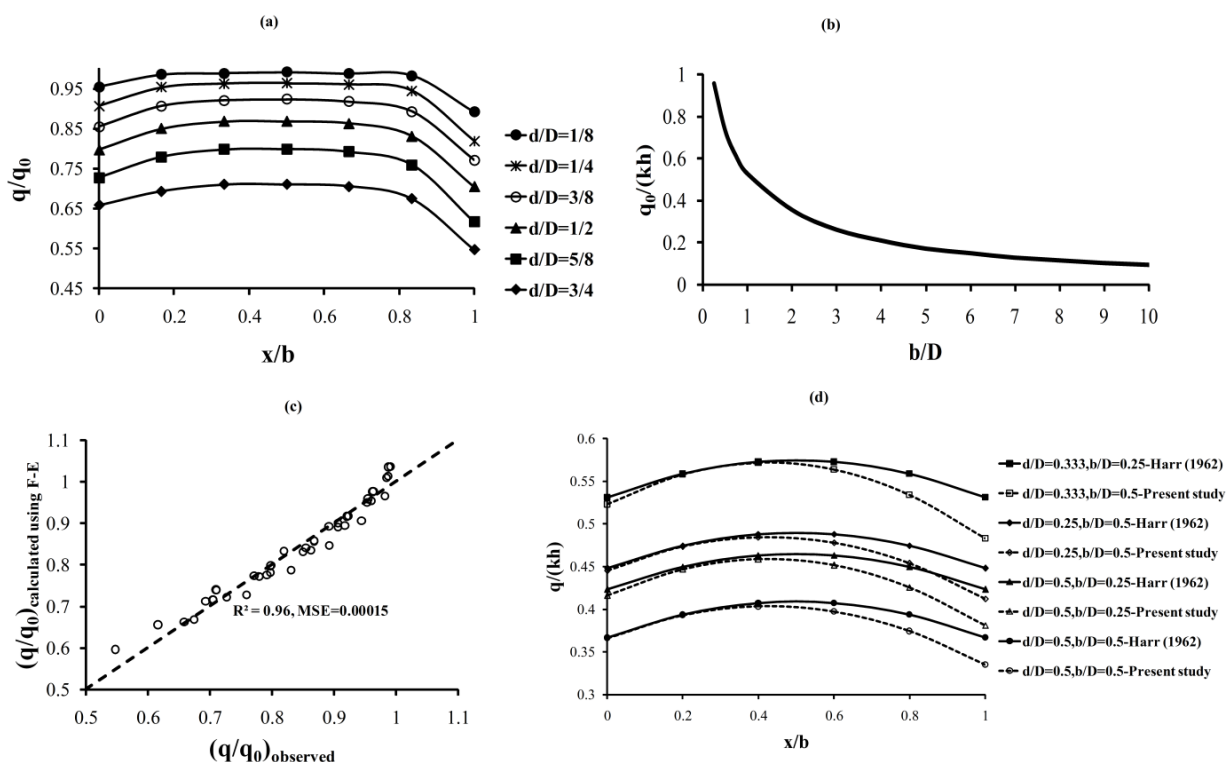 (a)
0.95
0.85
0.75
0.65
0.55
0.45
q/q0
0 0.2 0.4 0.6 0.8 1
x/b
d/D=1/8
d/D=1/4
d/D=3/8
d/D=1/2
d/D=5/8
d/D=3/4
(b)
1
0.8
0.6
0.4
0.2
0
q0/(kh)
0 1 2 3 4 5 6 7 8 9 10
b/D
(c)
1.1
1
0.9
0.8
0.7
0.6
0.5
(q/q0)calculated using F-E
R² = 0.96, MSE=0.00015
0.5 0.6 0.7 0.8 0.9 1 1.1
(q/q0)observed
(d)
0.6
0.55
0.5
0.45
0.4
0.35
0.3
q/(kh)
0 0.2 0.4 0.6 0.8 1
x/b
d/D=0.333,b/D=0.25-Harr (1962)
d/D=0.333,b/D=0.5-Present study
d/D=0.25,b/D=0.5-Harr (1962)
d/D=0.25,b/D=0.5-Present study
d/D=0.5,b/D=0.25-Harr (1962)
d/D=0.5,b/D=0.25-Present study
d/D=0.5,b/D=0.5-Harr (1962)
d/D=0.5,b/D=0.5-Present study